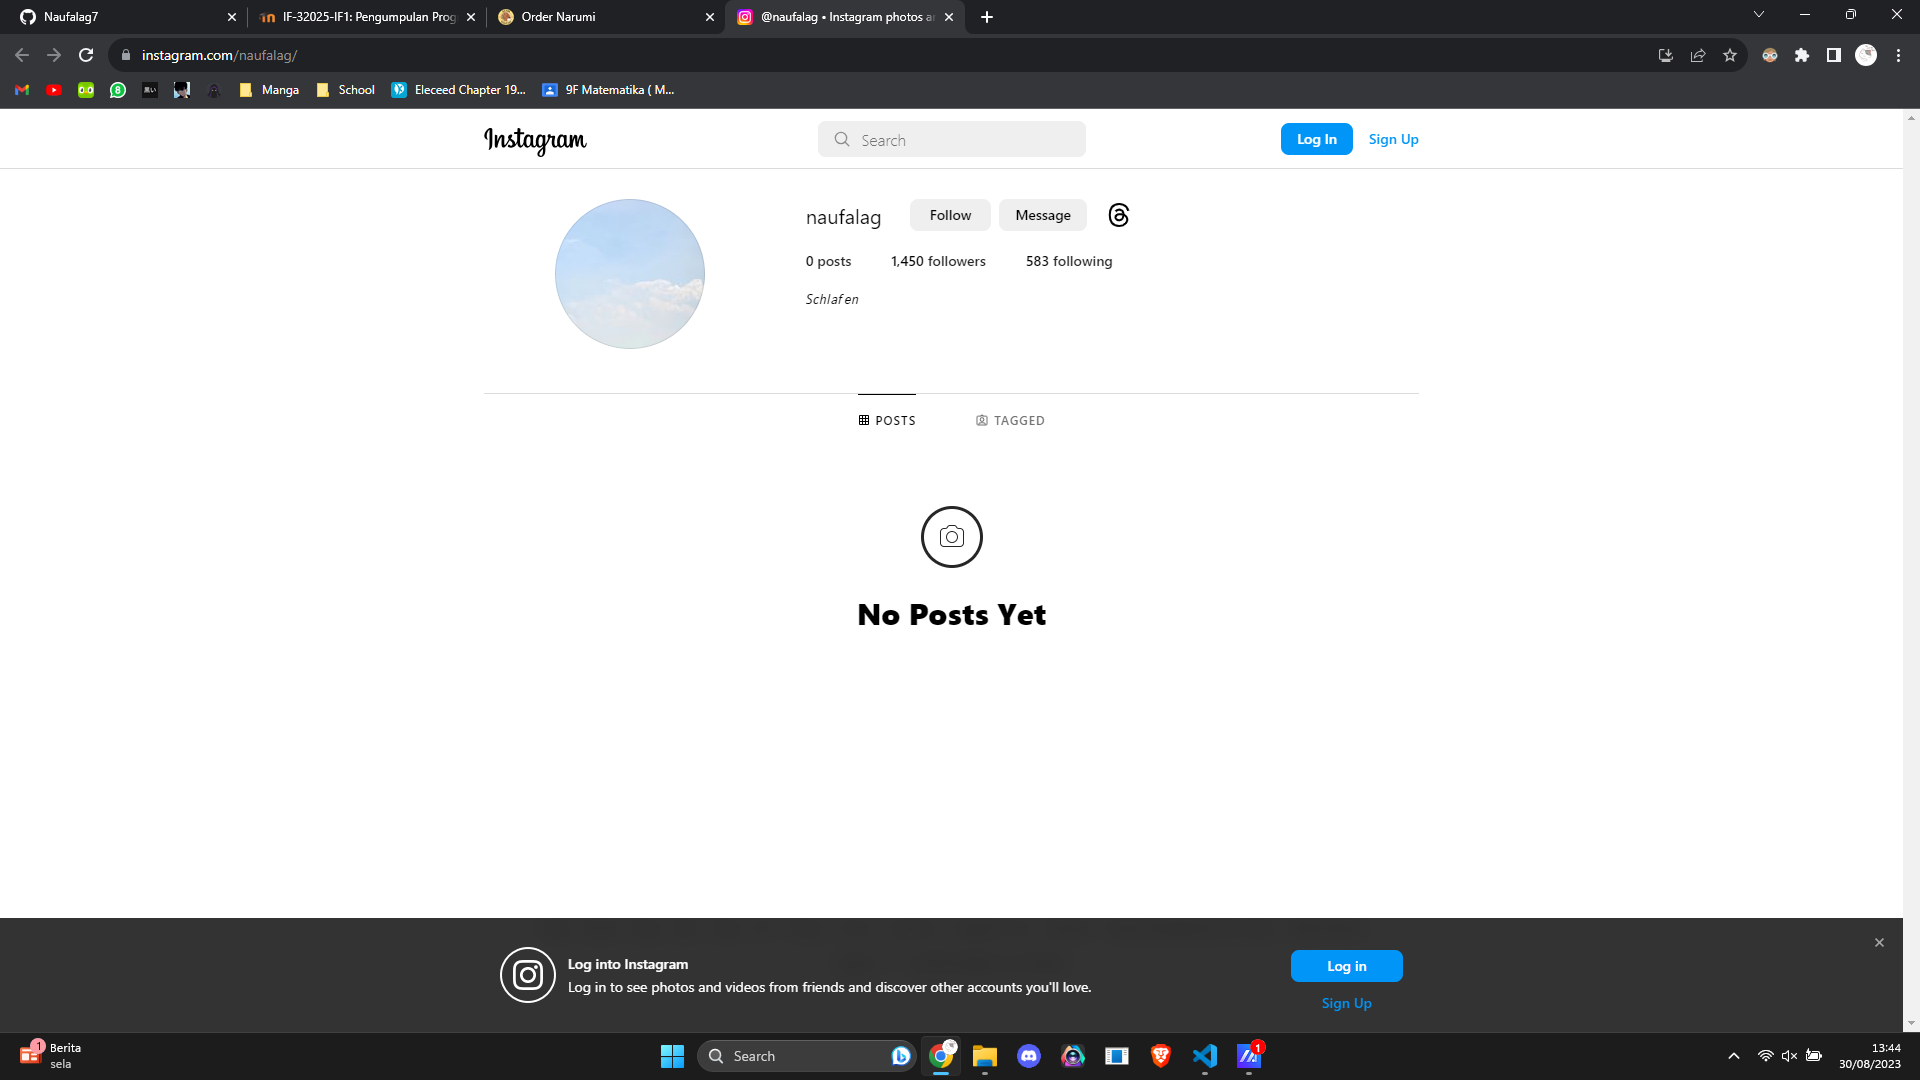 Naufalag7
IF-32025-IF1: Pengumpulan Prog
Order Narumi
@naufalag • Instagram photos a
instagram.com/naufalag/
Manga
School
Eleceed Chapter 19...
9F Matematika ( M...
Instagram
Search
Log In
Sign Up
naufalag
Follow
Message
0 posts
1,450 followers
583 following
Schlafen
POSTS
TAGGED
No Posts Yet
Log into Instagram
Log in to see photos and videos from friends and discover other accounts you'll love.
Log in
Sign Up
1
Berita
sela
Search
1
13:44
30/08/2023